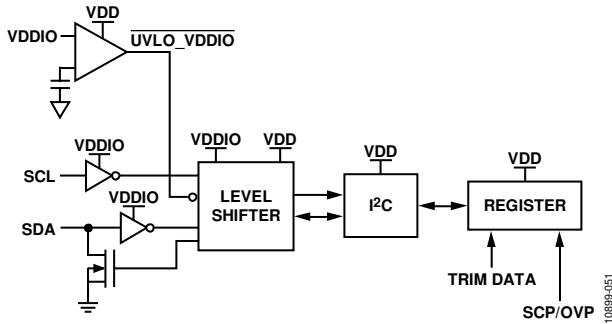 VDD
VDDIO
UVLO_VDDIO
VDDIO
VDDIO
VDD
VDD
VDD
SCL
VDDIO
LEVEL
SHIFTER
I²C
REGISTER
SDA
TRIM DATA
SCP/OVP
10899-051